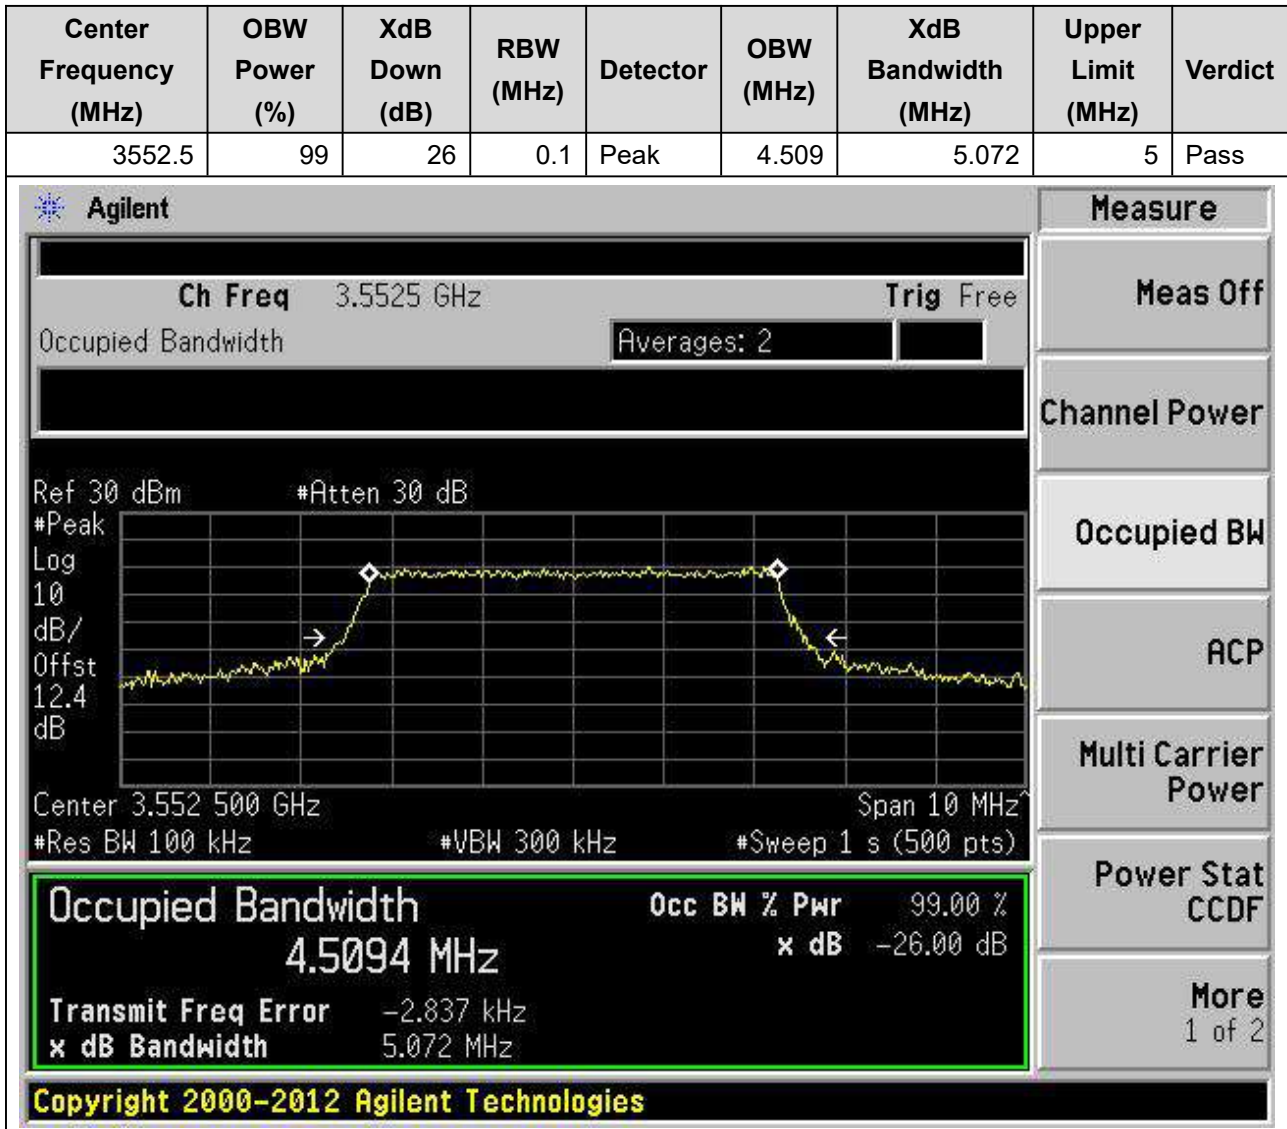 Center Frequency (MHz) OBW Power (%) XdB Down (dB) RBW (MHz) Detector OBW (MHz) XdB Bandwidth (MHz) Upper Limit (MHz) Verdict
3552.5 99 26 0.1 Peak 4.509 5.072 5 Pass
Agilent
Measure
Ch Freq 3.5525 GHz Trig Free
Meas Off
Occupied Bandwidth Averages: 2
Channel Power
Ref 30 dBm #Atten 30 dB
#Peak
Log
10
dB/
Offst
12.4
dB
Occupied BW
ACP
Multi Carrier
Power
Center 3.552 500 GHz Span 10 MHz^
#Res BW 100 kHz #VBW 300 kHz #Sweep 1 s (500 pts)
Power Stat
CCDF
Occupied Bandwidth Occ BW % Pwr 99.00 %
4.5094 MHz x dB -26.00 dB
More
1 of 2
Transmit Freq Error -2.837 kHz
x dB Bandwidth 5.072 MHz
Copyright 2000-2012 Agilent Technologies